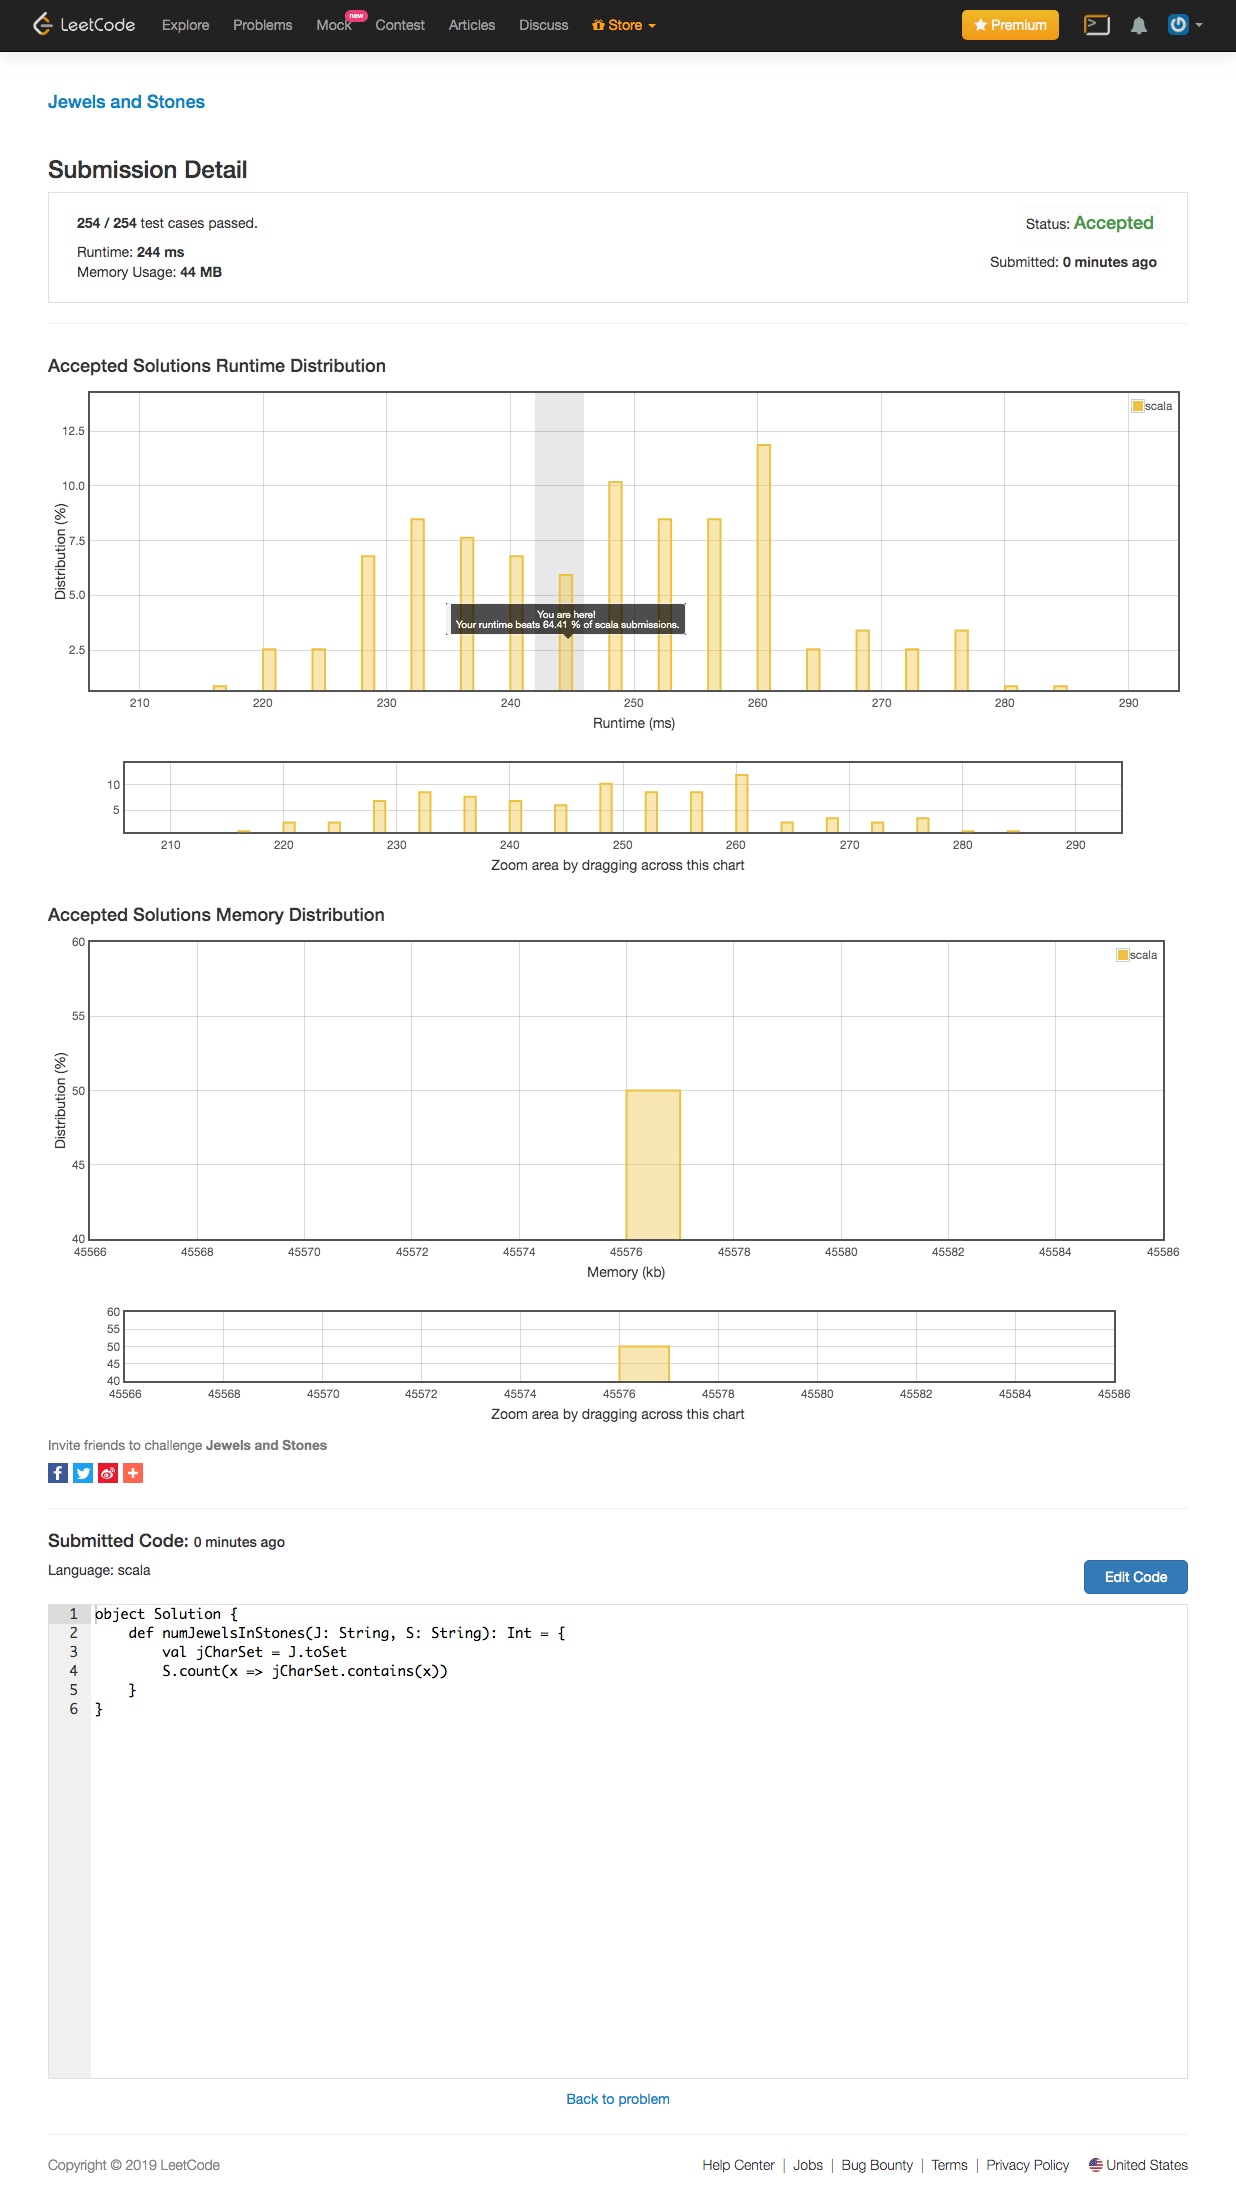 LeetCode Explore Problems Mock new Contest Articles Discuss Store Premium
Jewels and Stones
Submission Detail
254 / 254 test cases passed.
Status: Accepted
Runtime: 244 ms
Submitted: 0 minutes ago
Memory Usage: 44 MB
Accepted Solutions Runtime Distribution
scala
12.5
10.0
7.5
5.0
2.5
Distribution (%)
You are here!
Your runtime beats 64.41 % of scala submissions.
210 220 230 240 250 260 270 280 290
Runtime (ms)
10
5
210 220 230 240 250 260 270 280 290
Zoom area by dragging across this chart
Accepted Solutions Memory Distribution
scala
60
55
50
45
40
Distribution (%)
45566 45568 45570 45572 45574 45576 45578 45580 45582 45584 45586
Memory (kb)
60
55
50
45
40
45566 45568 45570 45572 45574 45576 45578 45580 45582 45584 45586
Zoom area by dragging across this chart
Invite friends to challenge Jewels and Stones
Submitted Code: 0 minutes ago
Language: scala
Edit Code
1 object Solution {
2     def numJewelsInStones(J: String, S: String): Int = {
3         val jCharSet = J.toSet
4         S.count(x => jCharSet.contains(x))
5     }
6 }
Back to problem
Copyright © 2019 LeetCode
Help Center | Jobs | Bug Bounty | Terms | Privacy Policy United States